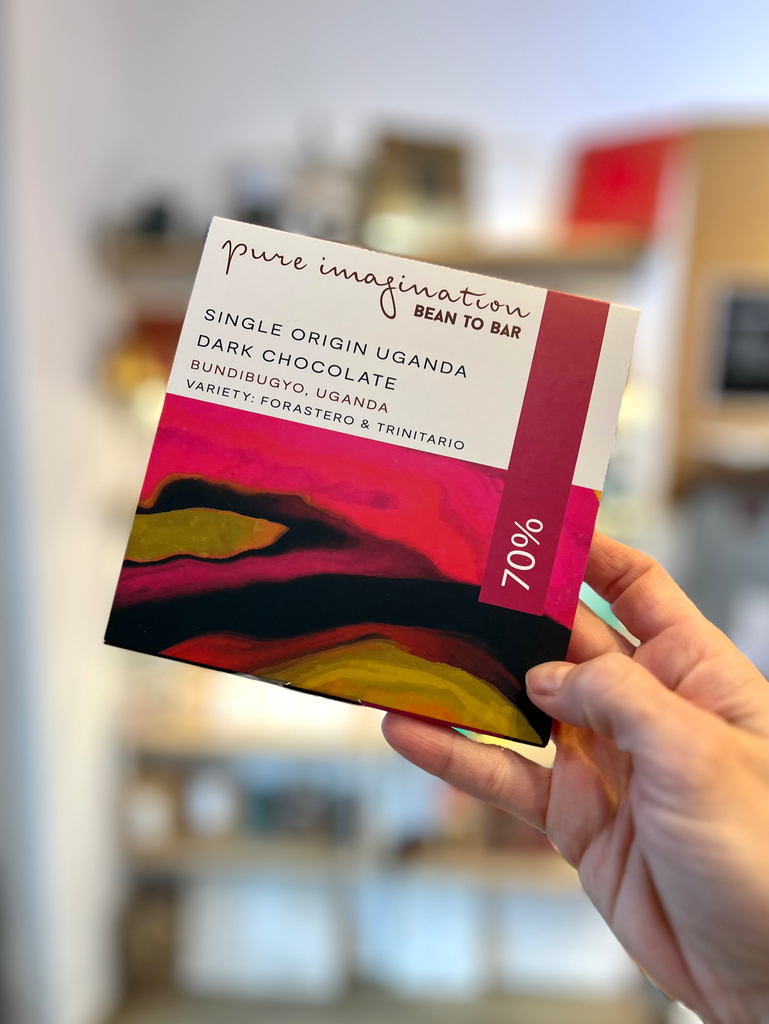 pure imagination
BEAN TO BAR
SINGLE ORIGIN UGANDA
DARK CHOCOLATE
BUNDIBUGYO, UGANDA
VARIETY: FORASTERO & TRINITARIO
70%